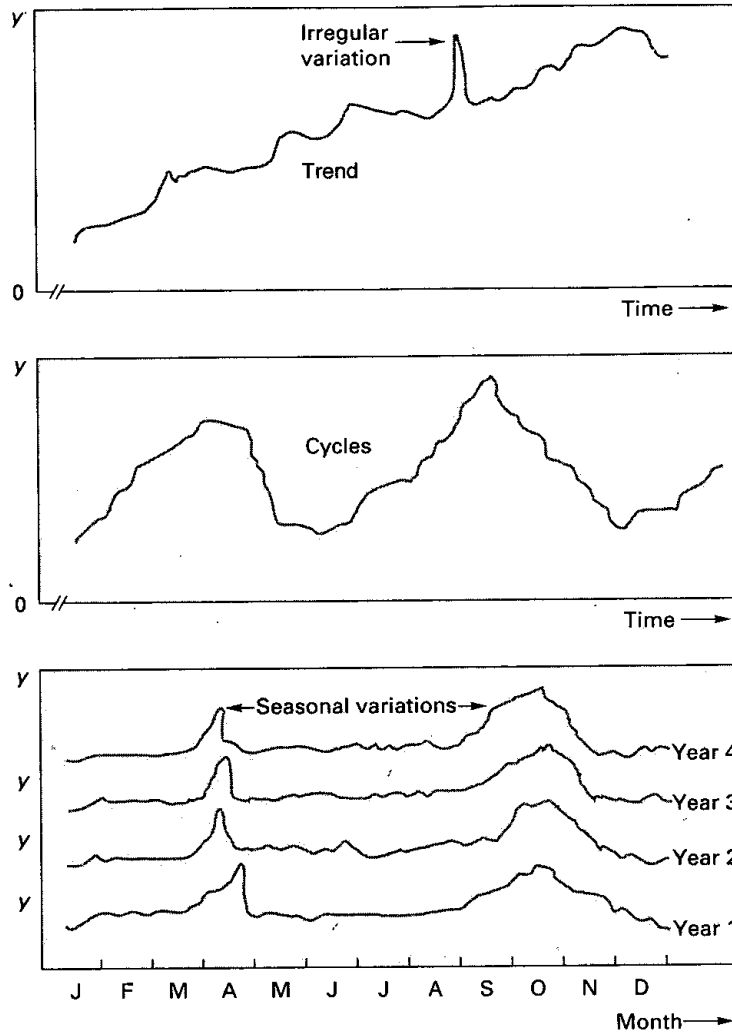 y
Irregular
variation
Trend
0
Time
y
Cycles
0
Time
y
Seasonal variations
Year 4
y
Year 3
y
Year 2
y
Year 1
J F M A M J J A S O N D
Month